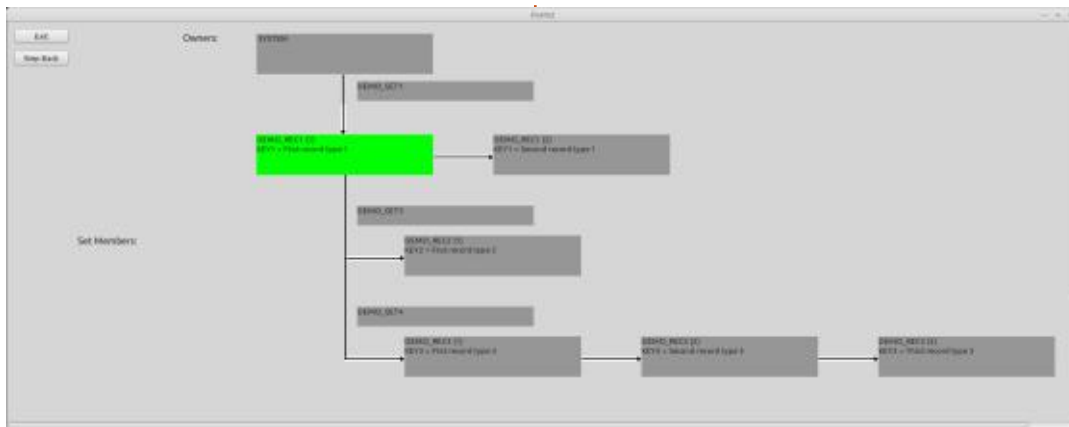 Form2
Exit
Step Back
Owners:
SYSTEM
DEMO_SET1
DEMO_REC1 (1)
KEY1 = First record type 1
DEMO_REC1 (2)
KEY1 = Second record type 1
DEMO_SET3
Set Members:
DEMO_REC2 (1)
KEY2 = First record type 2
DEMO_SET4
DEMO_REC3 (1)
KEY3 = First record type 3
DEMO_REC3 (2)
KEY3 = Second record type 3
DEMO_REC3 (3)
KEY3 = Third record type 3